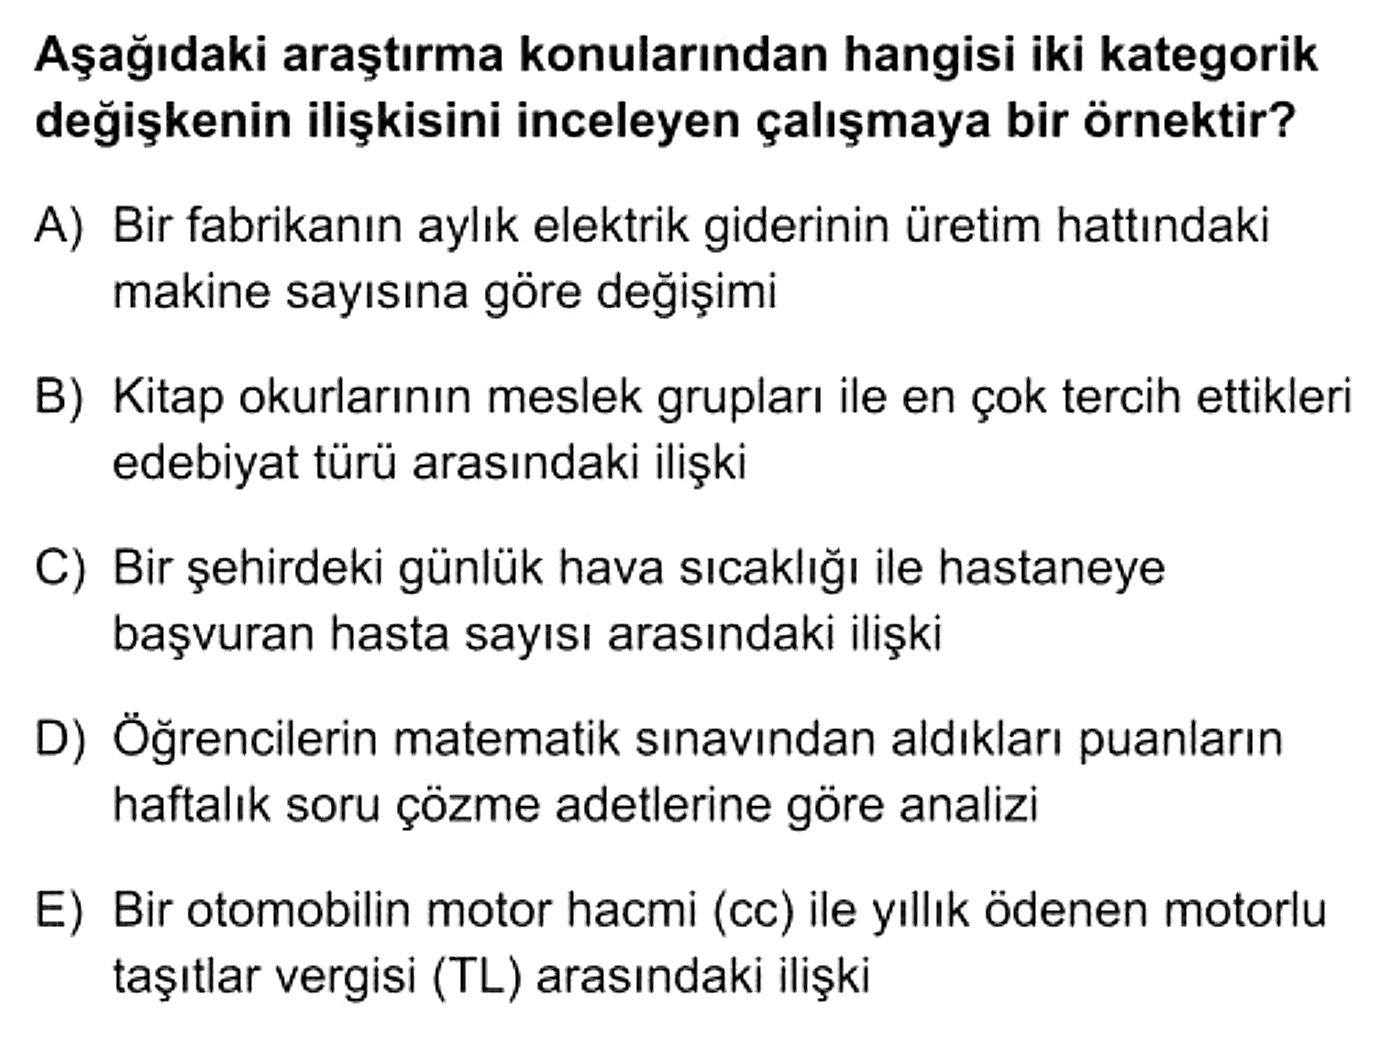 Aşağıdaki araştırma konularından hangisi iki kategorik
değişkenin ilişkisini inceleyen çalışmaya bir örnektir?
A) Bir fabrikanın aylık elektrik giderinin üretim hattındaki
makine sayısına göre değişimi
B) Kitap okurlarının meslek grupları ile en çok tercih ettikleri
edebiyat türü arasındaki ilişki
C) Bir şehirdeki günlük hava sıcaklığı ile hastaneye
başvuran hasta sayısı arasındaki ilişki
D) Öğrencilerin matematik sınavından aldıkları puanların
haftalık soru çözme adetlerine göre analizi
E) Bir otomobilin motor hacmi (cc) ile yıllık ödenen motorlu
taşıtlar vergisi (TL) arasındaki ilişki